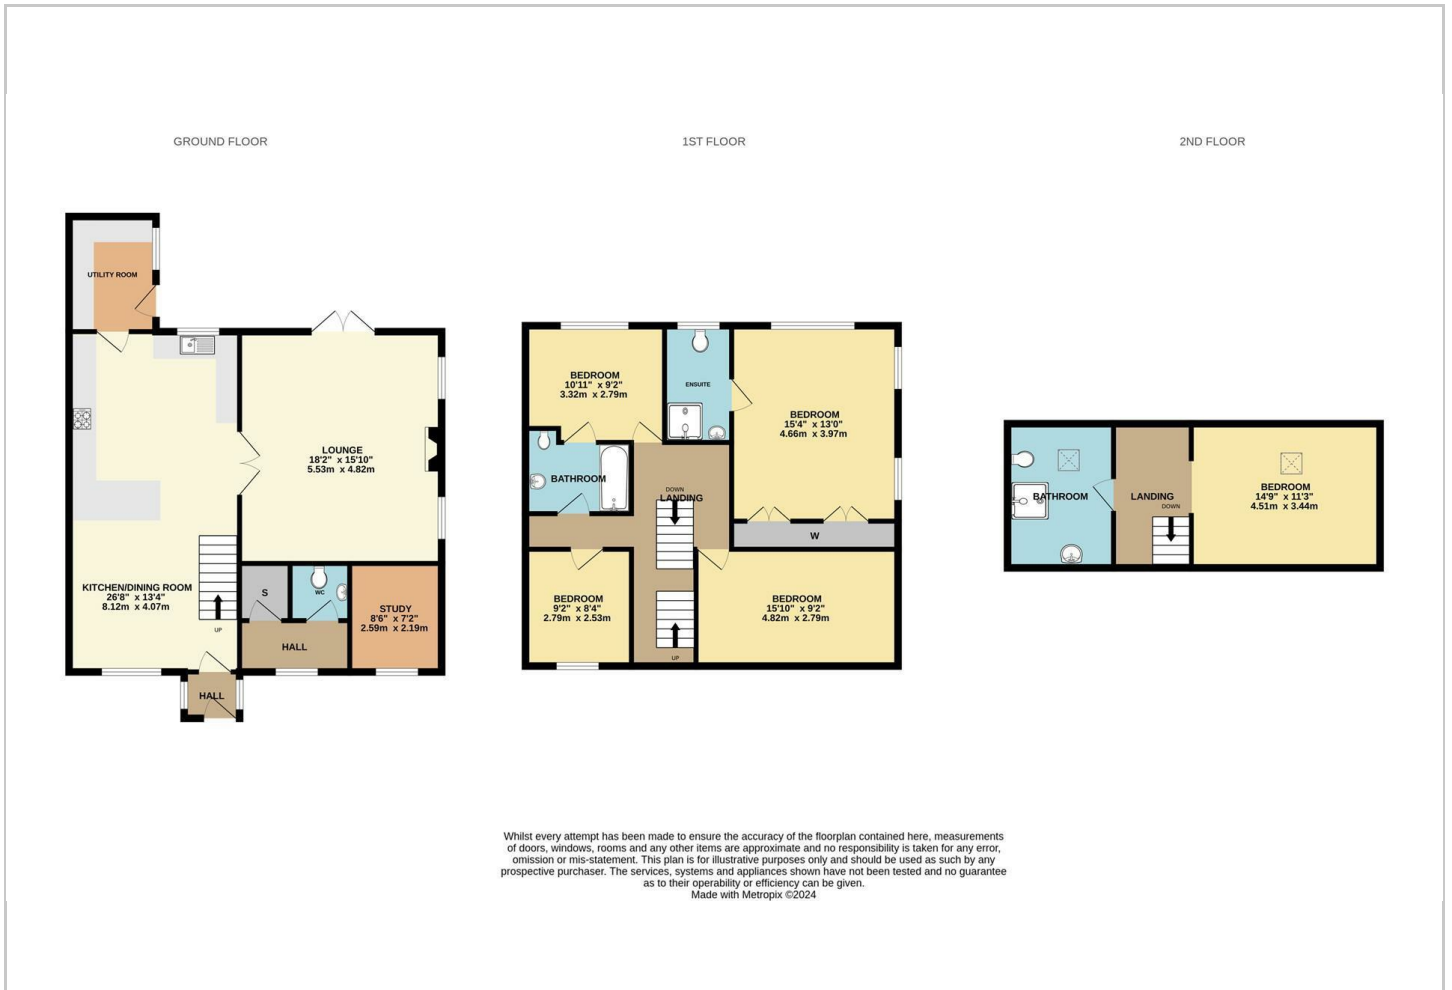 GROUND FLOOR
1ST FLOOR
2ND FLOOR
UTILITY ROOM
LOUNGE
18'2" x 15'10"
5.53m x 4.82m
KITCHEN/DINING ROOM
26'8" x 13'4"
8.12m x 4.07m
UP
S
WC
STUDY
8'6" x 7'2"
2.59m x 2.19m
HALL
HALL
BEDROOM
10'11" x 9'2"
3.32m x 2.79m
ENSUITE
BEDROOM
15'4" x 13'0"
4.66m x 3.97m
BATHROOM
DOWN
LANDING
W
BEDROOM
9'2" x 8'4"
2.79m x 2.53m
BEDROOM
15'10" x 9'2"
4.82m x 2.79m
UP
BATHROOM
LANDING
DOWN
BEDROOM
14'9" x 11'3"
4.51m x 3.44m
Whilst every attempt has been made to ensure the accuracy of the floorplan contained here, measurements
of doors, windows, rooms and any other items are approximate and no responsibility is taken for any error,
omission or mis-statement. This plan is for illustrative purposes only and should be used as such by any
prospective purchaser. The services, systems and appliances shown have not been tested and no guarantee
as to their operability or efficiency can be given.
Made with Metropix ©2024